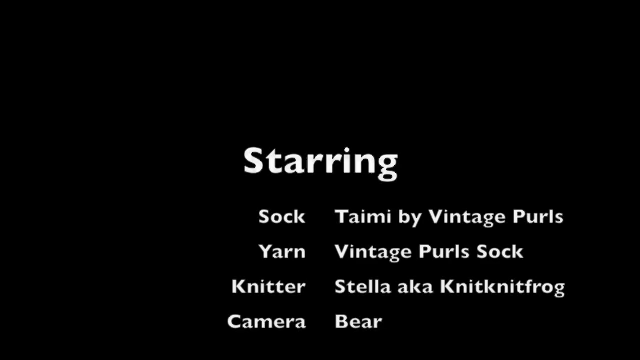 Starring
Sock Taimi by Vintage Purls
Yarn Vintage Purls Sock
Knitter Stella aka Knitknitfrog
Camera Bear